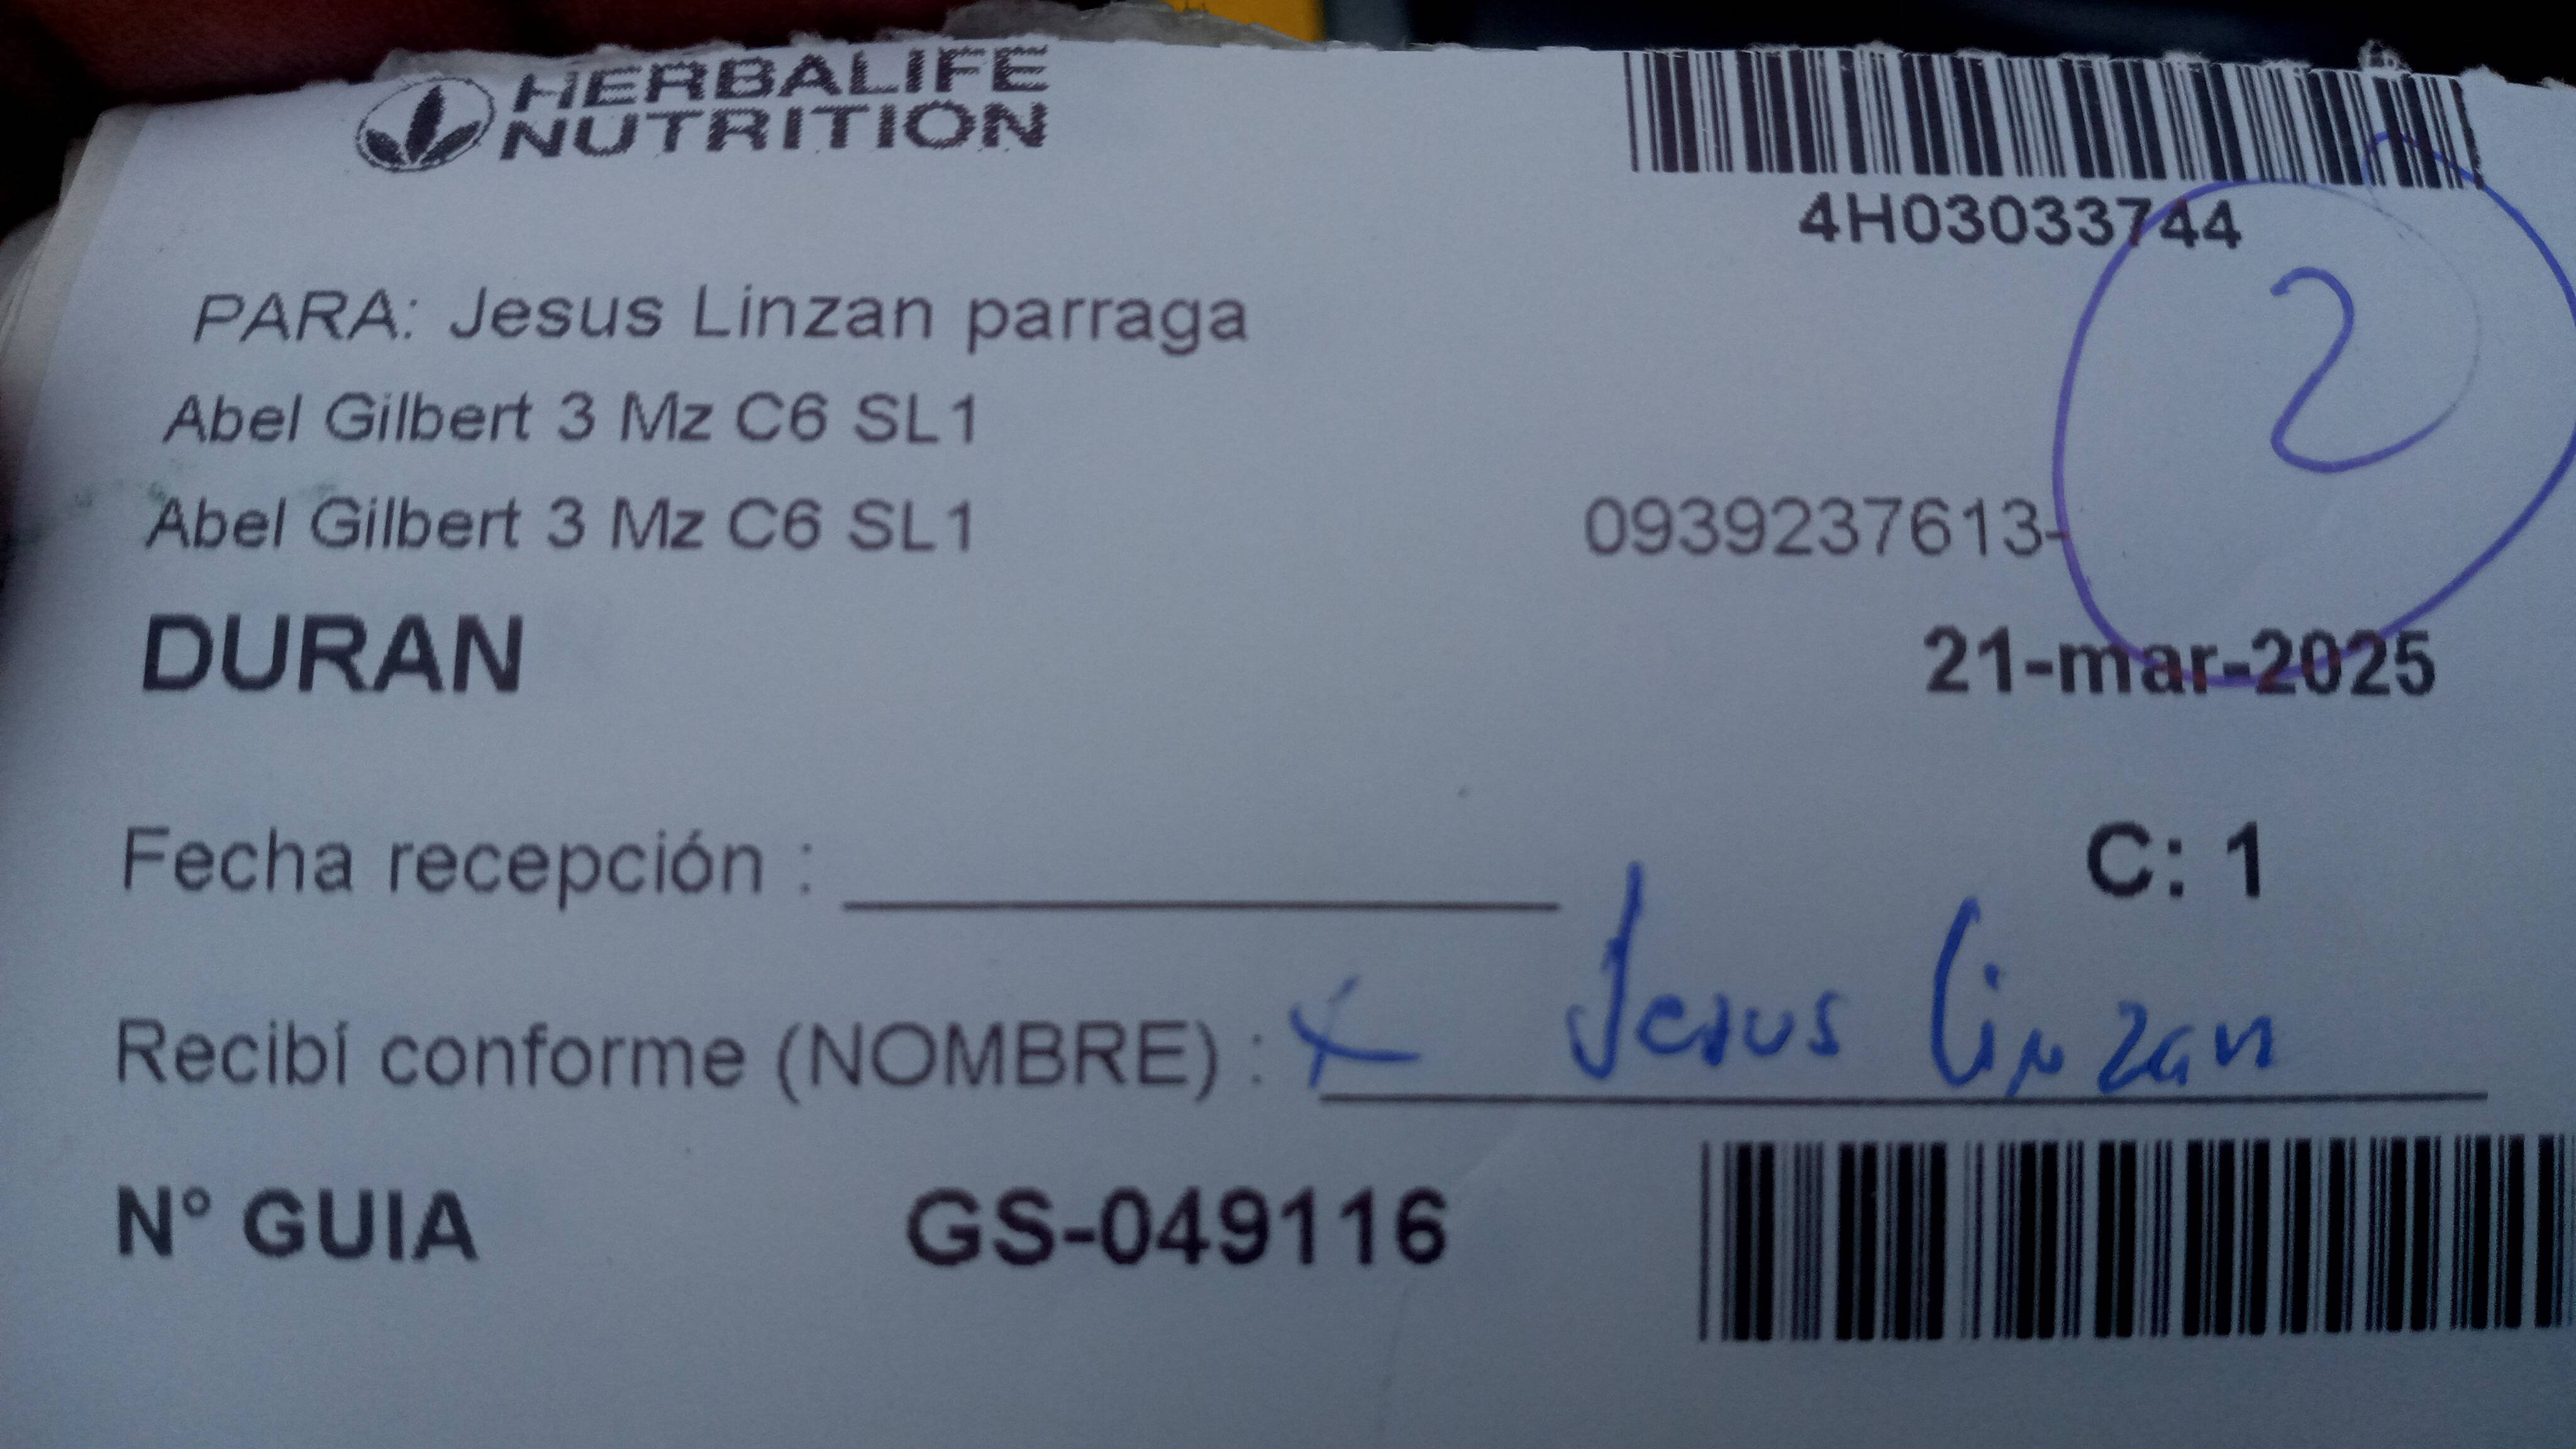 HERBALIFE
NUTRITION
4H03033744
2
PARA: Jesus Linzan parraga
Abel Gilbert 3 Mz C6 SL1
Abel Gilbert 3 Mz C6 SL1
0939237613-
DURAN
21-mar-2025
Fecha recepción :
C: 1
Recibí conforme (NOMBRE) : x Jesus Linzan
N° GUIA GS-049116